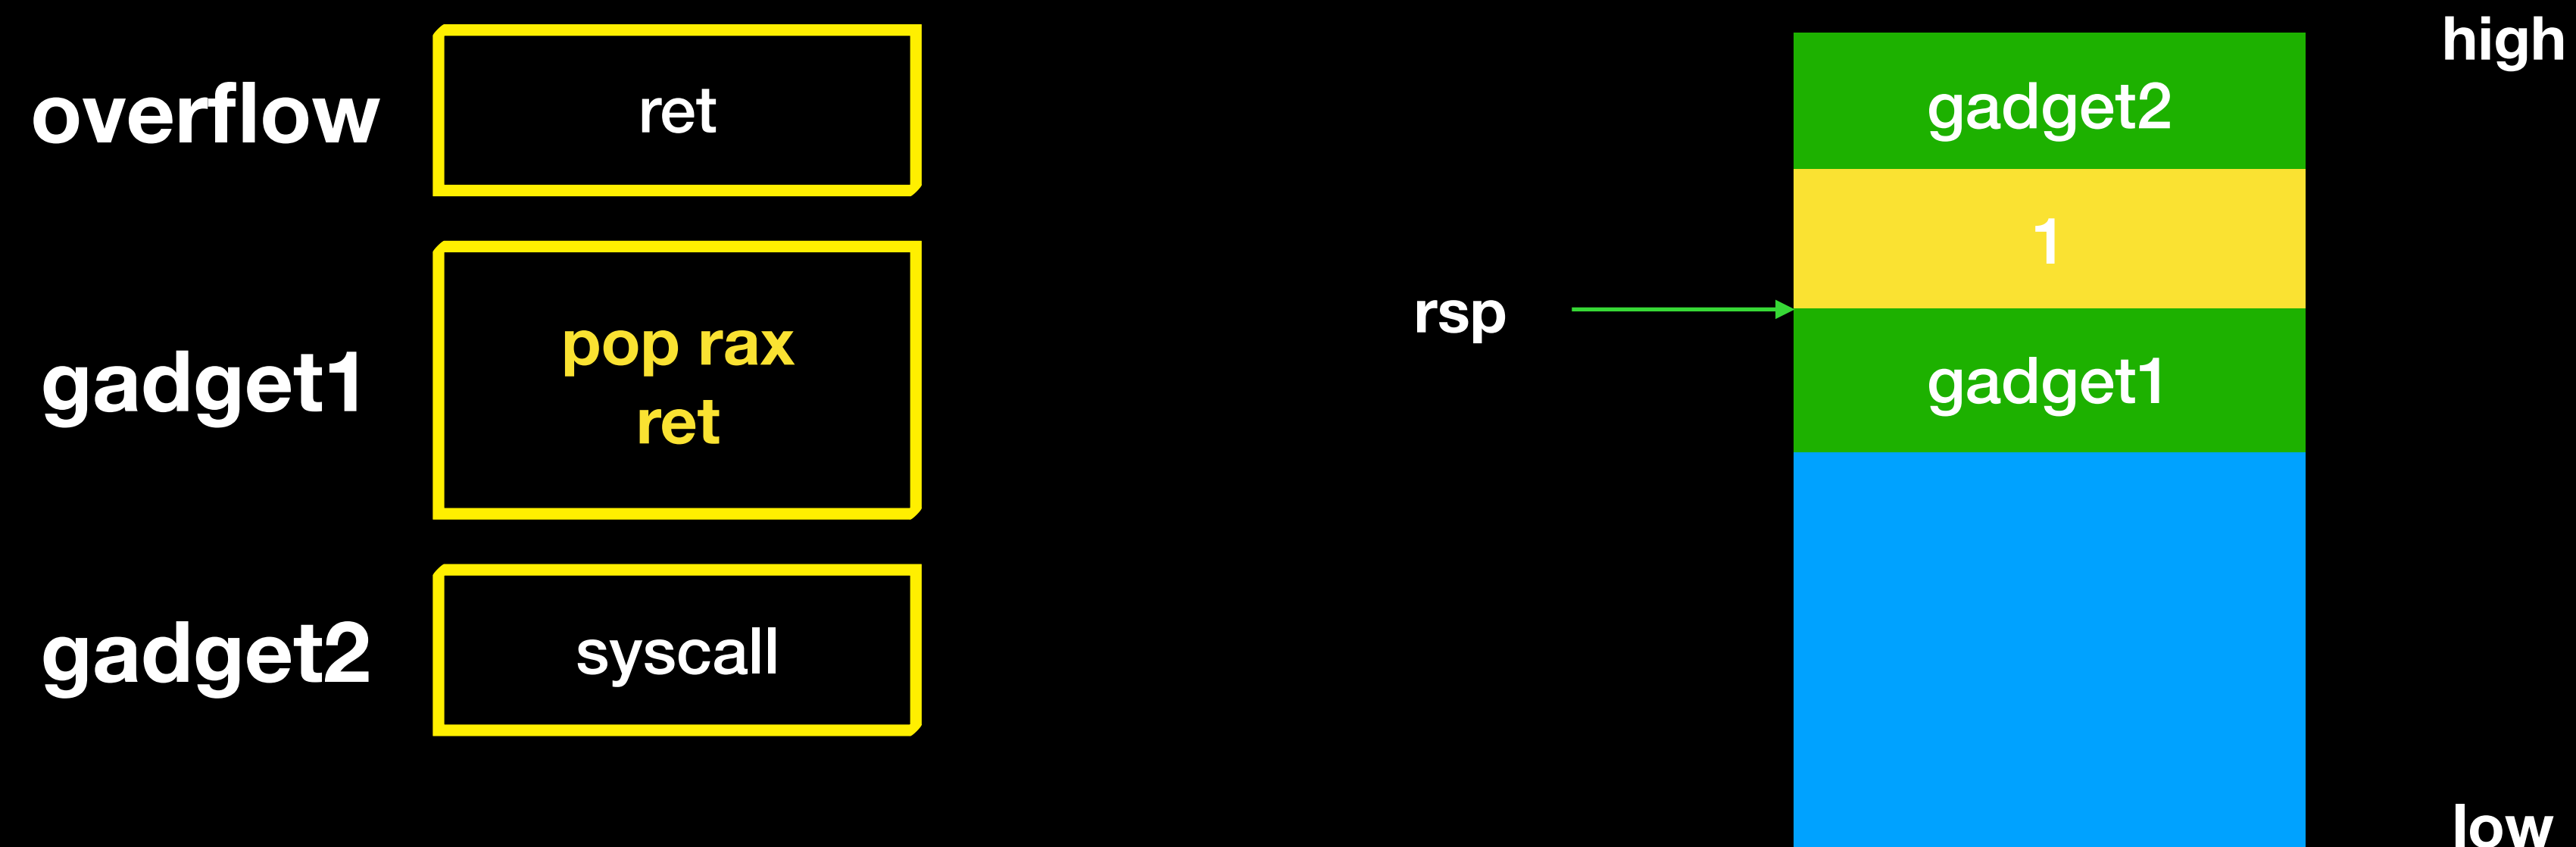 overflow
ret
gadget1
pop rax
ret
gadget2
syscall
rsp
gadget2
1
gadget1
high
low